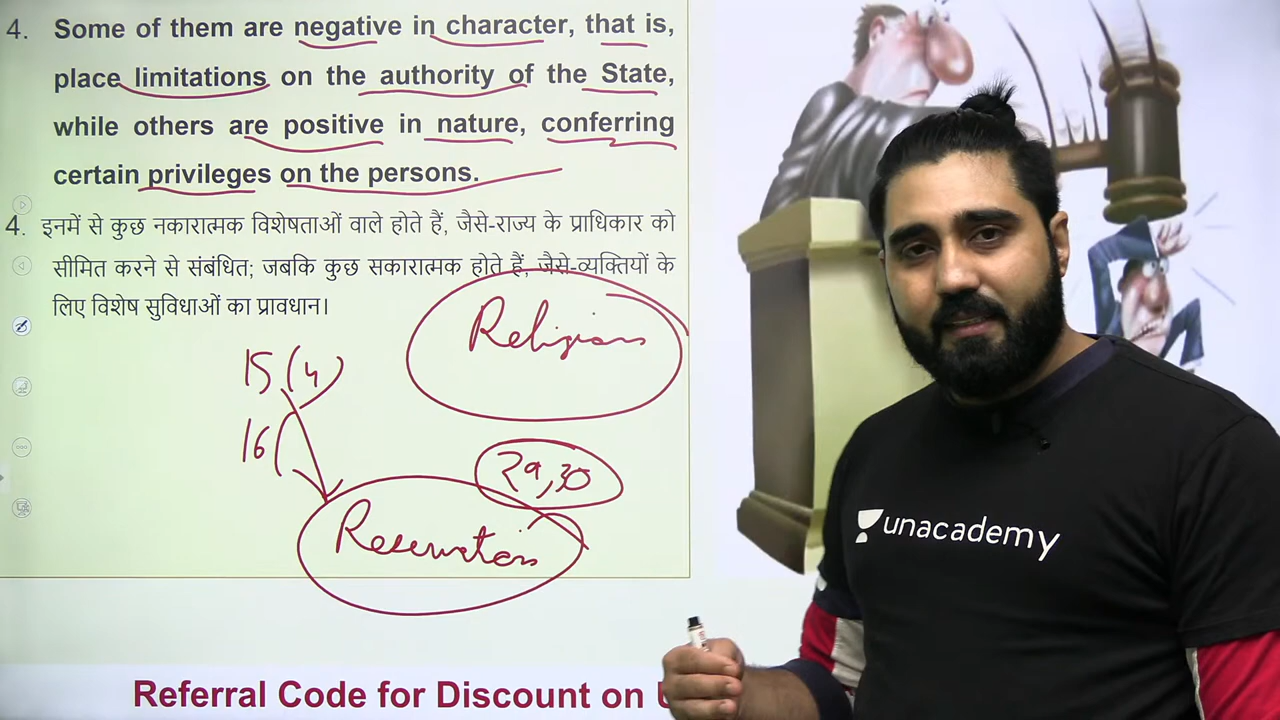 4. Some of them are negative in character, that is,
place limitations on the authority of the State,
while others are positive in nature, conferring
certain privileges on the persons.
4. इनमें से कुछ नकारात्मक विशेषताओं वाले होते हैं, जैसे-राज्य के प्राधिकार को
सीमित करने से संबंधित; जबकि कुछ सकारात्मक होते हैं, जैसे-व्यक्तियों के
लिए विशेष सुविधाओं का प्रावधान।
15(4)
16(
29,30
Reservation
unacademy
Referral Code for Discount on